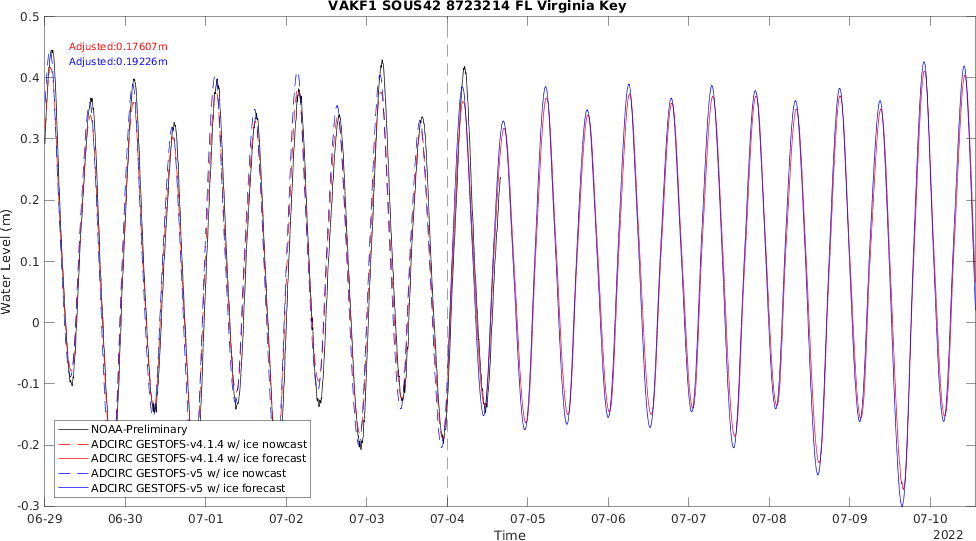 VAKF1 SOUS42 8723214 FL Virginia Key
0.5
Adjusted:0.17607m
Adjusted:0.19226m
0.4
0.3
0.2
0.1
0
-0.1
-0.2
-0.3
Water Level (m)
NOAA-Preliminary
ADCIRC GESTOFS-v4.1.4 w/ ice nowcast
ADCIRC GESTOFS-v4.1.4 w/ ice forecast
ADCIRC GESTOFS-v5 w/ ice nowcast
ADCIRC GESTOFS-v5 w/ ice forecast
06-29 06-30 07-01 07-02 07-03 07-04 07-05 07-06 07-07 07-08 07-09 07-10
Time
2022